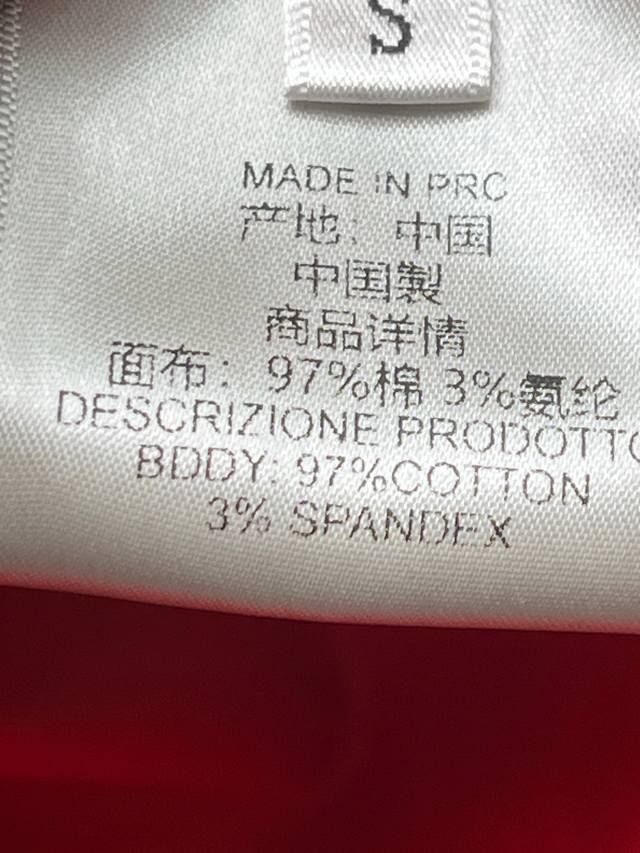 S
MADE IN PRC
产地：中国
中国製
商品详情
面布：97%棉 3%氨纶
DESCRIZIONE PRODOTTO
BDDY: 97%COTTON
3% SPANDEX